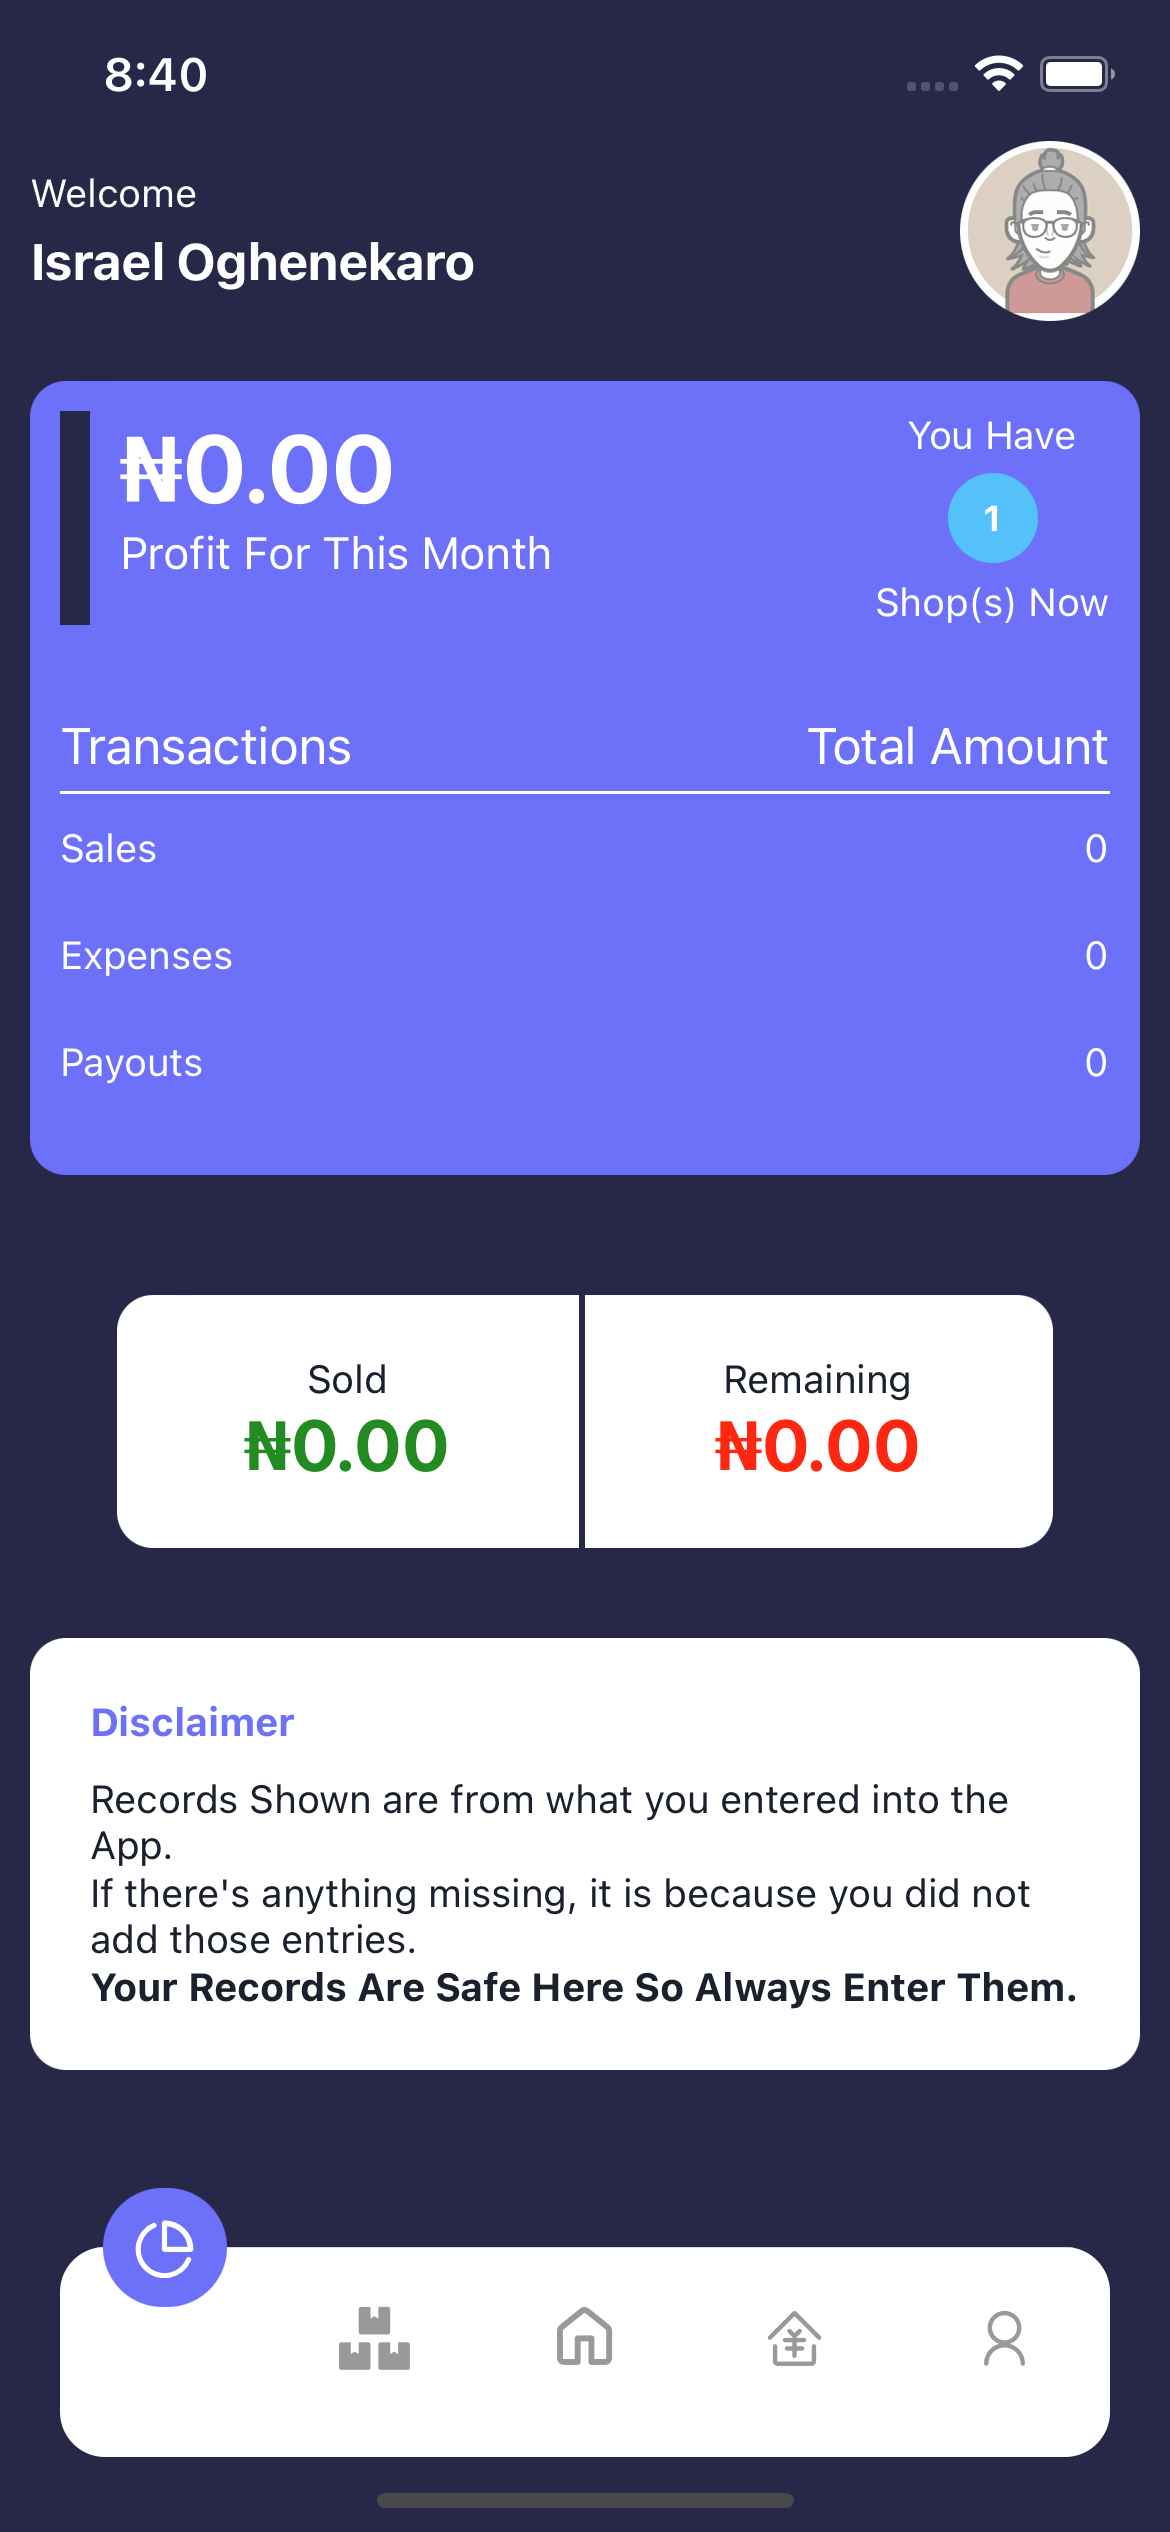 8:40
Welcome
Israel Oghenekaro
₦0.00
Profit For This Month
You Have
1
Shop(s) Now
Transactions Total Amount
Sales 0
Expenses 0
Payouts 0
Sold
₦0.00
Remaining
₦0.00
Disclaimer
Records Shown are from what you entered into the
App.
If there's anything missing, it is because you did not
add those entries.
Your Records Are Safe Here So Always Enter Them.